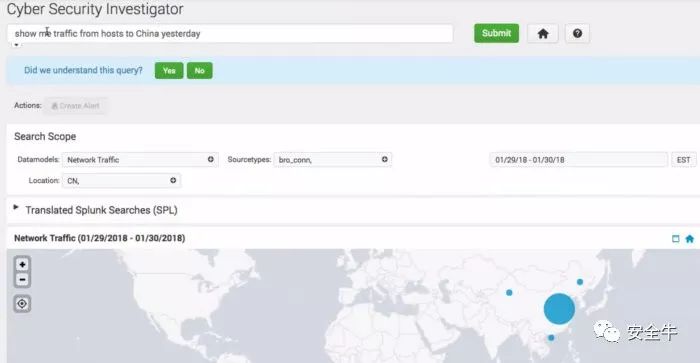 Cyber Security Investigator
show me traffic from hosts to China yesterday
Submit
Did we understand this query? Yes No
Actions: Create Alert
Search Scope
Datamodels: Network Traffic Sourcetypes: bro_conn, 01/29/18 - 01/30/18 EST
Location: CN,
Translated Splunk Searches (SPL)
Network Traffic (01/29/2018 - 01/30/2018)
安全牛